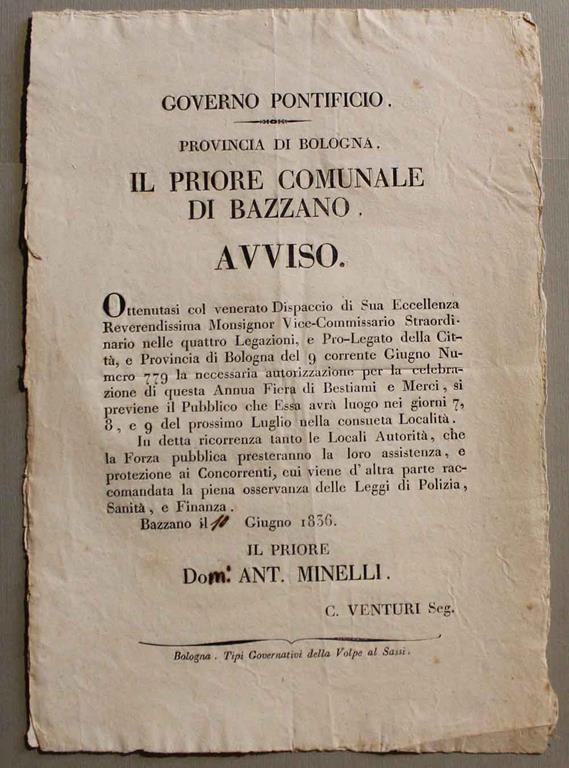 GOVERNO PONTIFICIO.
PROVINCIA DI BOLOGNA.
IL PRIORE COMUNALE
DI BAZZANO.
AVVISO.
Ottenutasi col venerato Dispaccio di Sua Eccellenza
Reverendissima Monsignor Vice-Commissario Straordi-
nario nelle quattro Legazioni, e Pro-Legato della Cit-
tà, e Provincia di Bologna del 9 corrente Giugno Nu-
mero 779 la necessaria autorizzazione per la celebra-
zione di questa Annua Fiera di Bestiami e Merci, si
previene il Pubblico che Essa avrà luogo nei giorni 7,
8, e 9 del prossimo Luglio nella consueta Località.
In detta ricorrenza tanto le Locali Autorità, che
la Forza pubblica presteranno la loro assistenza, e
protezione ai Concorrenti, cui viene d'altra parte rac-
comandata la piena osservanza delle Leggi di Polizia,
Sanità, e Finanza.
Bazzano il 11 Giugno 1836.
IL PRIORE
Dom: ANT. MINELLI.
C. VENTURI Seg.
Bologna. Tipi Governativi della Volpe al Sassi.